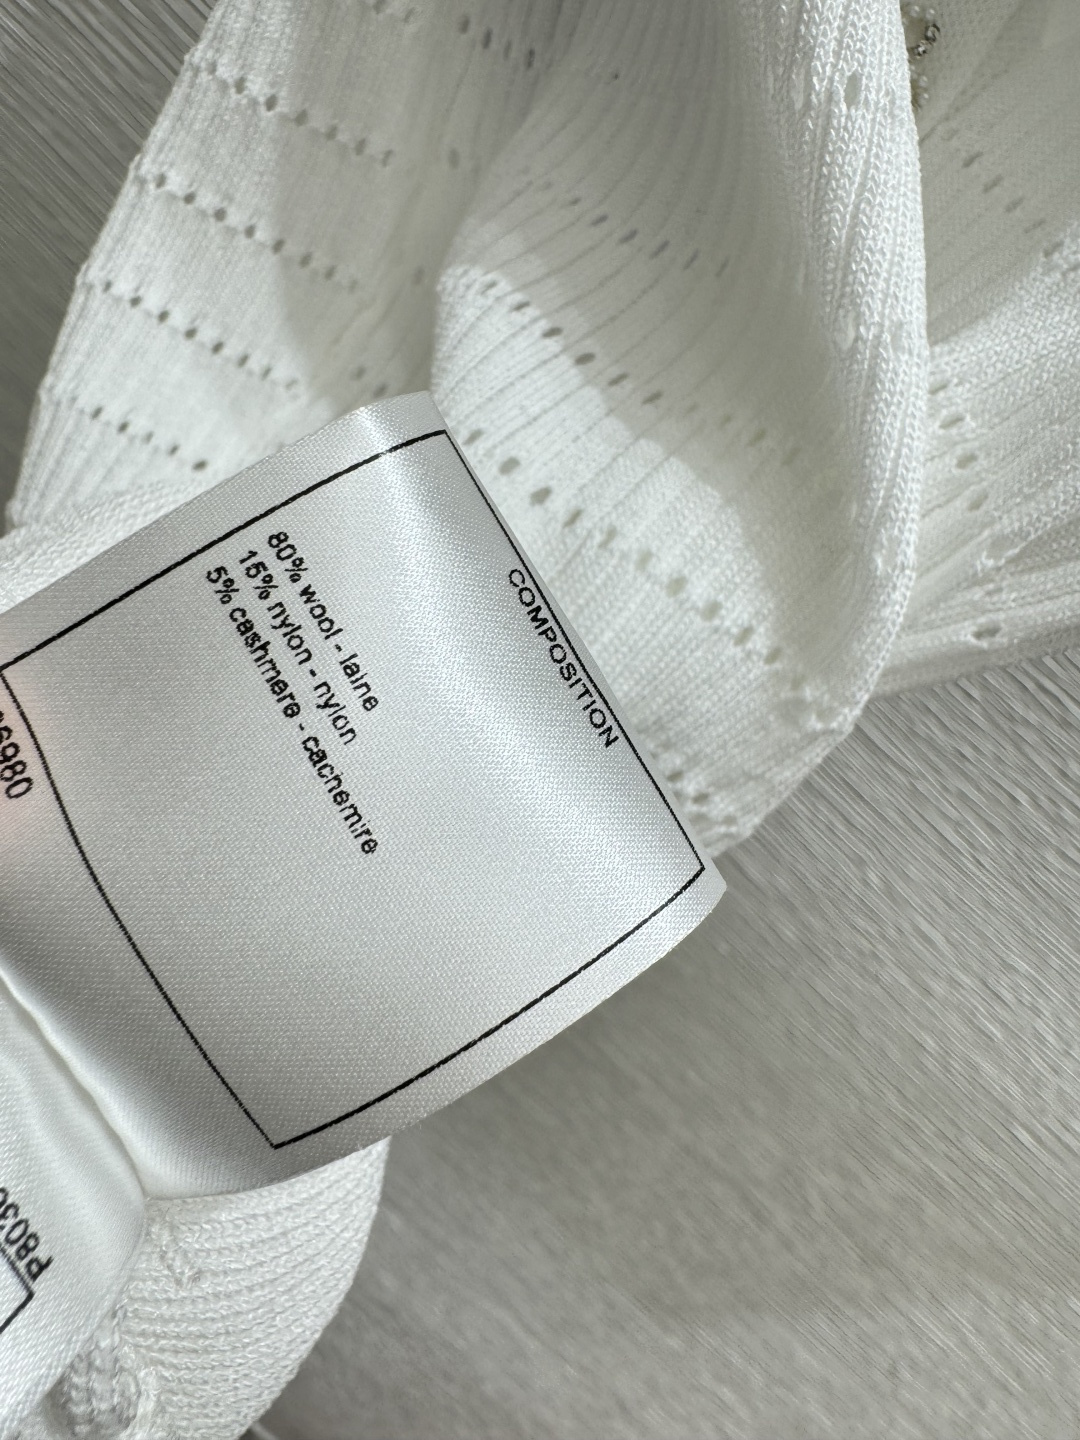 COMPOSITION
80% wool - laine
15% nylon - nylon
5% cashmere - cachemire